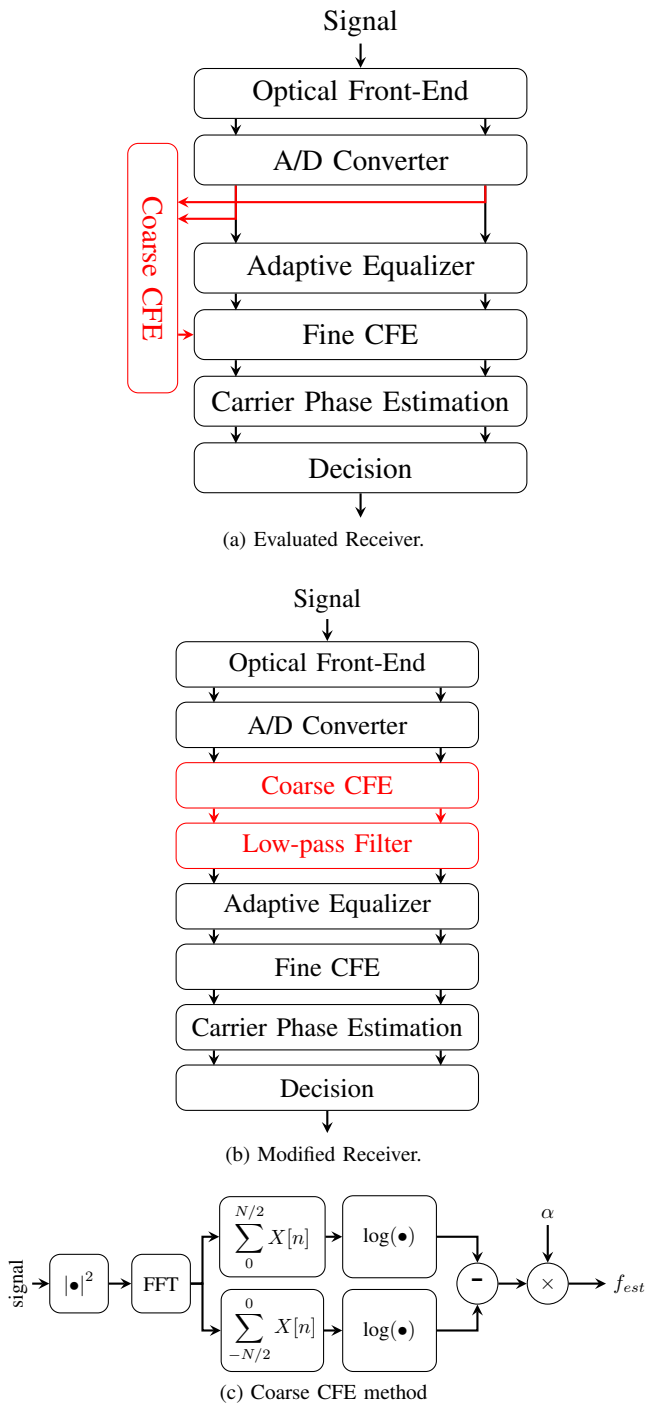 Signal
Optical Front-End
A/D Converter
Coarse CFE
Adaptive Equalizer
Fine CFE
Carrier Phase Estimation
Decision
(a) Evaluated Receiver.
Signal
Optical Front-End
A/D Converter
Coarse CFE
Low-pass Filter
Adaptive Equalizer
Fine CFE
Carrier Phase Estimation
Decision
(b) Modified Receiver.
signal
|•|²
FFT
N/2
∑ X[n]
0
log(•)
0
∑ X[n]
−N/2
log(•)
-
α
×
f_{est}
(c) Coarse CFE method